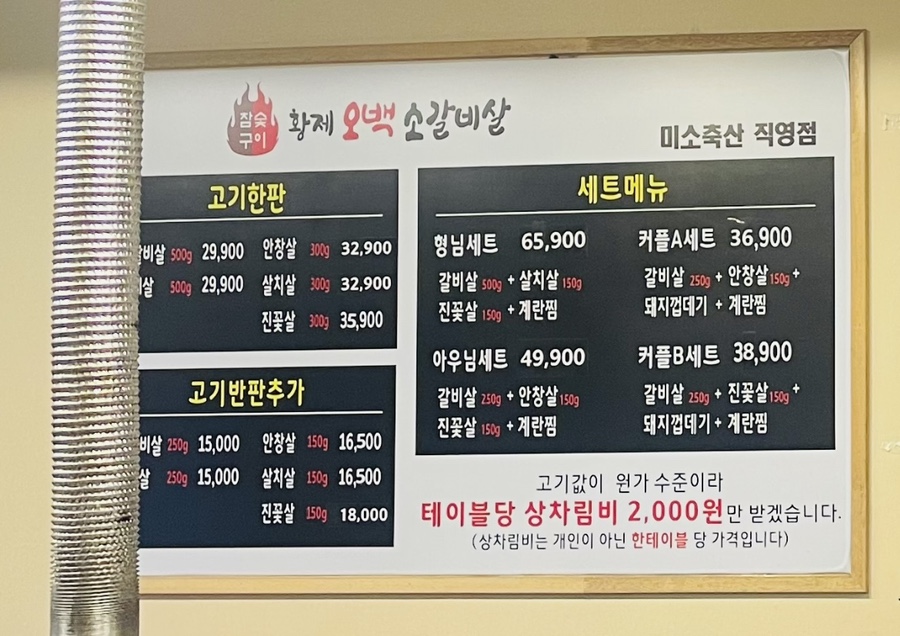 참숯
구이
황제 오백 소갈비살
미소축산 직영점
고기한판
갈비살 500g 29,900 안창살 300g 32,900
살 500g 29,900 살치살 300g 32,900
진꽃살 300g 35,900
고기반판추가
비살 250g 15,000 안창살 150g 16,500
살 250g 15,000 살치살 150g 16,500
진꽃살 150g 18,000
세트메뉴
형님세트 65,900
갈비살 500g + 살치살 150g
진꽃살 150g + 계란찜
커플A세트 36,900
갈비살 250g + 안창살 150g +
돼지껍데기 + 계란찜
아우님세트 49,900
갈비살 250g + 안창살 150g
진꽃살 150g + 계란찜
커플B세트 38,900
갈비살 250g + 진꽃살 150g +
돼지껍데기 + 계란찜
고기값이 원가 수준이라
테이블당 상차림비 2,000원만 받겠습니다.
(상차림비는 개인이 아닌 한테이블 당 가격입니다)